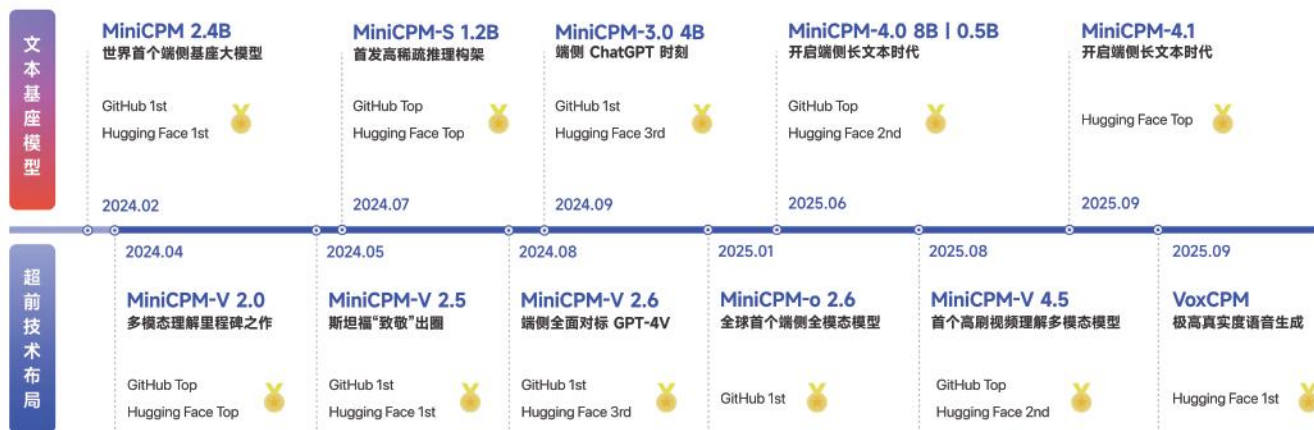 文本基座模型
MiniCPM 2.4B
世界首个端侧基座大模型
GitHub 1st
Hugging Face 1st
2024.02
MiniCPM-S 1.2B
首发高稀疏推理构架
GitHub Top
Hugging Face Top
2024.07
MiniCPM-3.0 4B
端侧 ChatGPT 时刻
GitHub 1st
Hugging Face 3rd
2024.09
MiniCPM-4.0 8B | 0.5B
开启端侧长文本时代
GitHub Top
Hugging Face 2nd
2025.06
MiniCPM-4.1
开启端侧长文本时代
Hugging Face Top
2025.09
超前技术布局
2024.04
MiniCPM-V 2.0
多模态理解里程碑之作
GitHub Top
Hugging Face Top
2024.05
MiniCPM-V 2.5
斯坦福“致敬”出圈
GitHub 1st
Hugging Face 1st
2024.08
MiniCPM-V 2.6
端侧全面对标 GPT-4V
GitHub 1st
Hugging Face 3rd
2025.01
MiniCPM-o 2.6
全球首个端侧全模态模型
GitHub 1st
2025.08
MiniCPM-V 4.5
首个高刷视频理解多模态模型
GitHub Top
Hugging Face 2nd
2025.09
VoxCPM
极高真实度语音生成
Hugging Face 1st